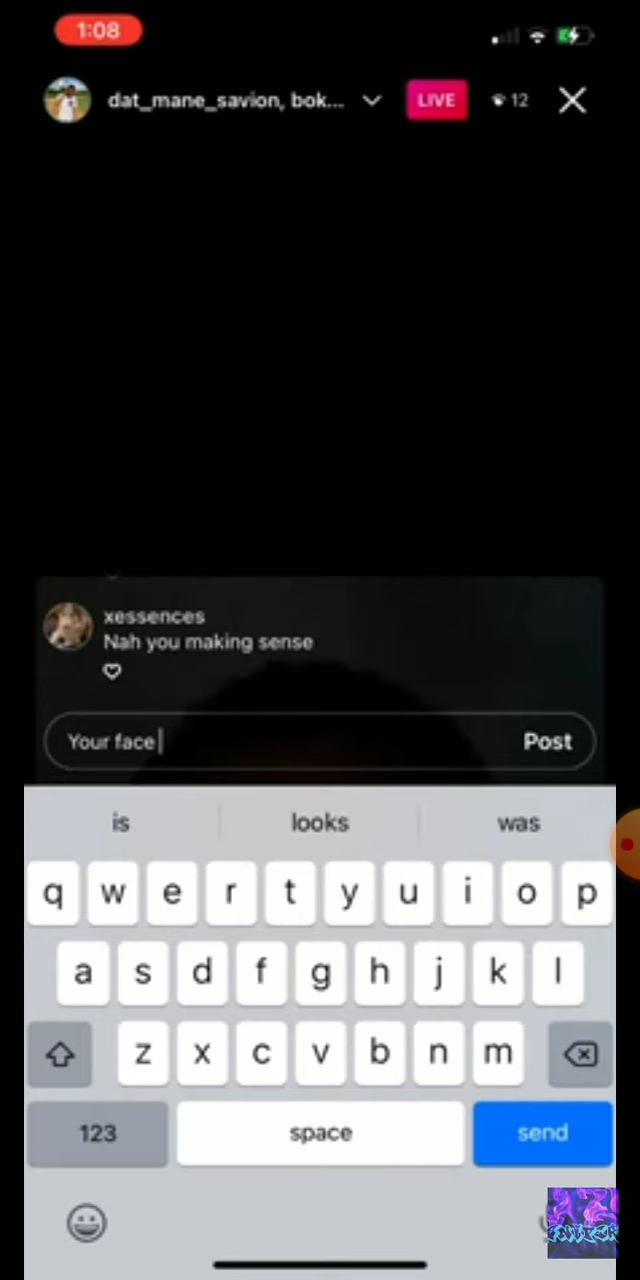 1:08
dat_mane_savion, bok...
LIVE
12
xessences
Nah you making sense
Your face
Post
is
looks
was
q w e r t y u i o p
a s d f g h j k l
z x c v b n m
123
space
send